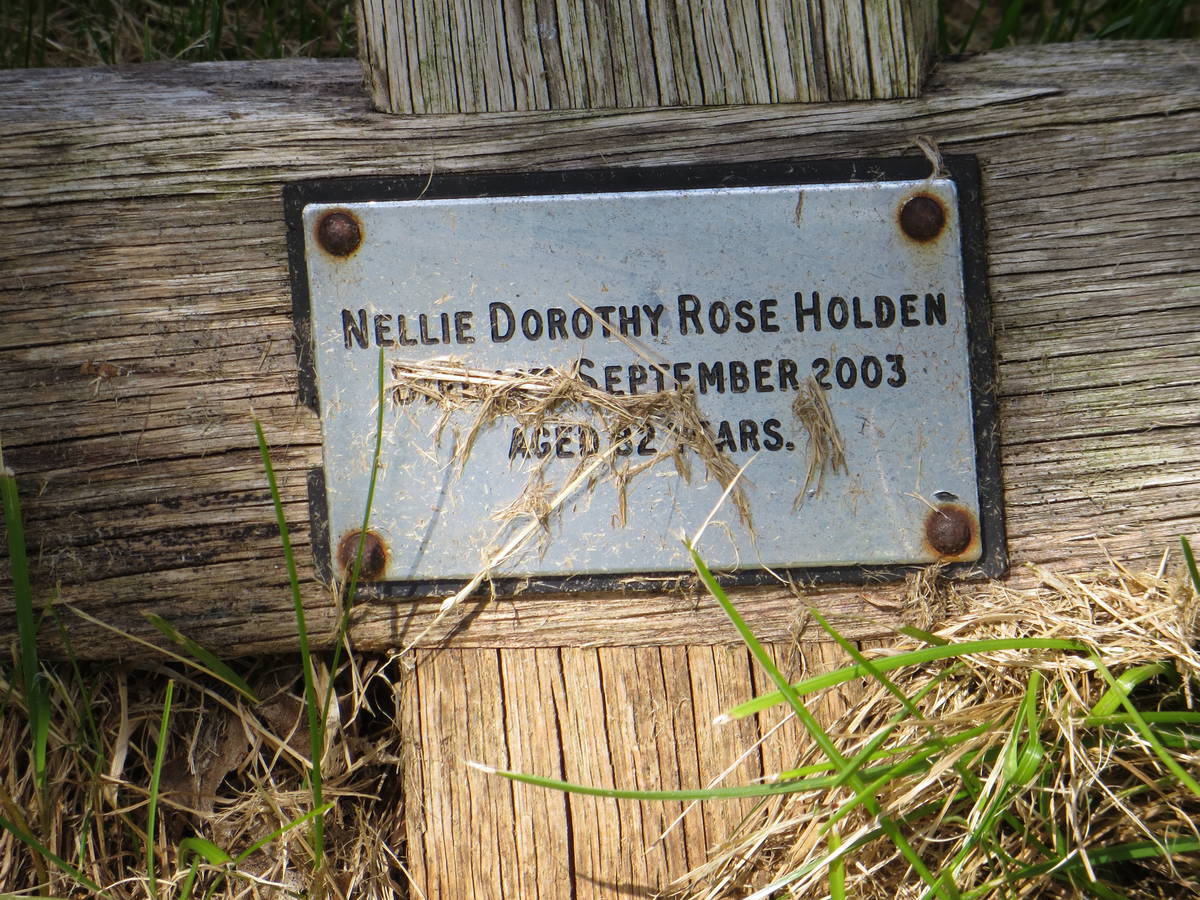 NELLIE DOROTHY ROSE HOLDEN
SEPTEMBER 2003
AGED 82 YEARS.